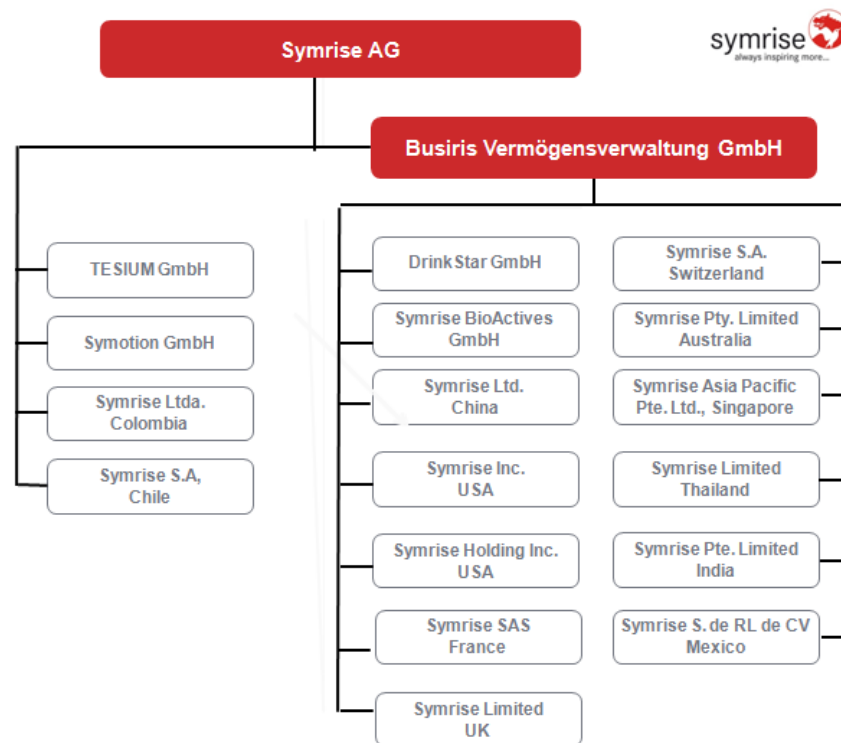 Symrise AG
symrise
always inspiring more...
Busiris Vermögensverwaltung GmbH
TESIUM GmbH
Symotion GmbH
Symrise Ltda.
Colombia
Symrise S.A,
Chile
DrinkStar GmbH
Symrise BioActives
GmbH
Symrise Ltd.
China
Symrise Inc.
USA
Symrise Holding Inc.
USA
Symrise SAS
France
Symrise Limited
UK
Symrise S.A.
Switzerland
Symrise Pty. Limited
Australia
Symrise Asia Pacific
Pte. Ltd., Singapore
Symrise Limited
Thailand
Symrise Pte. Limited
India
Symrise S. de RL de CV
Mexico